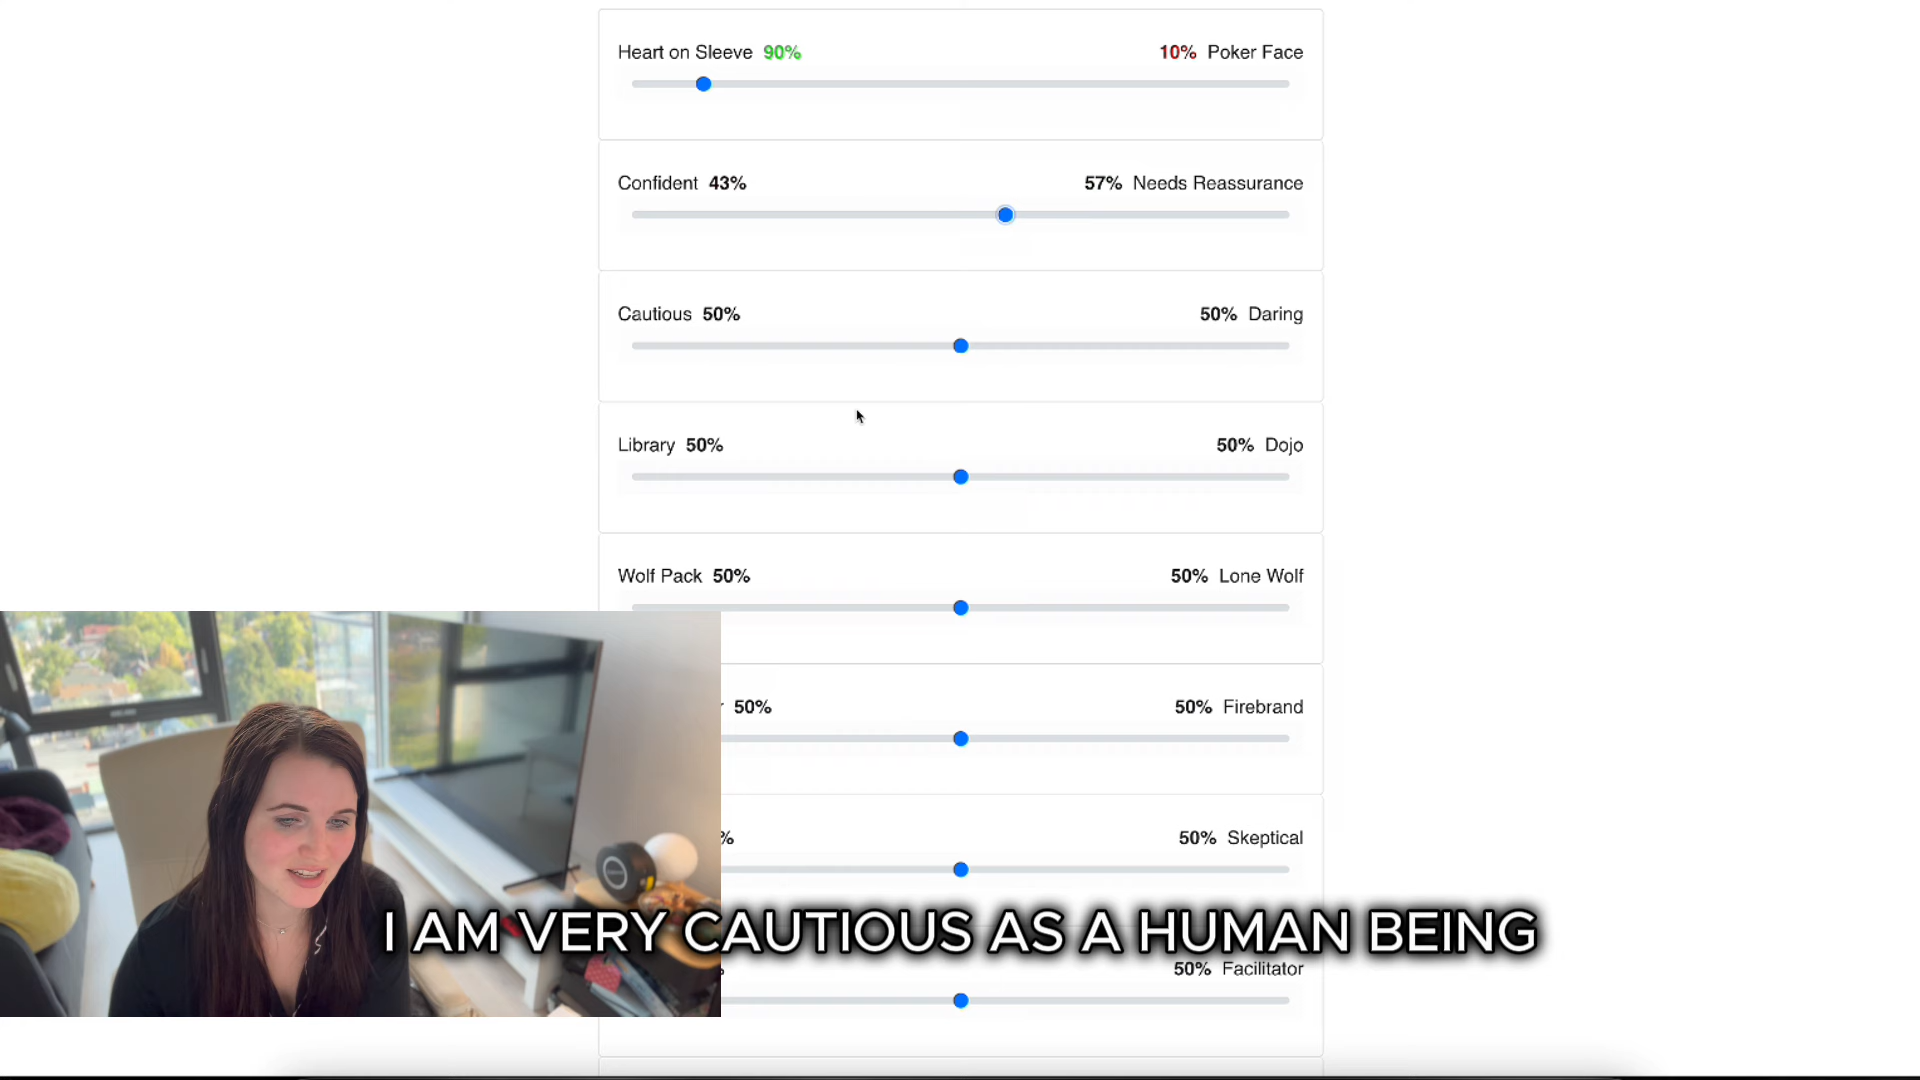 Heart on Sleeve 90% 10% Poker Face
Confident 43% 57% Needs Reassurance
Cautious 50% 50% Daring
Library 50% 50% Dojo
Wolf Pack 50% 50% Lone Wolf
50% 50% Firebrand
% 50% Skeptical
I AM VERY CAUTIOUS AS A HUMAN BEING
50% Facilitator